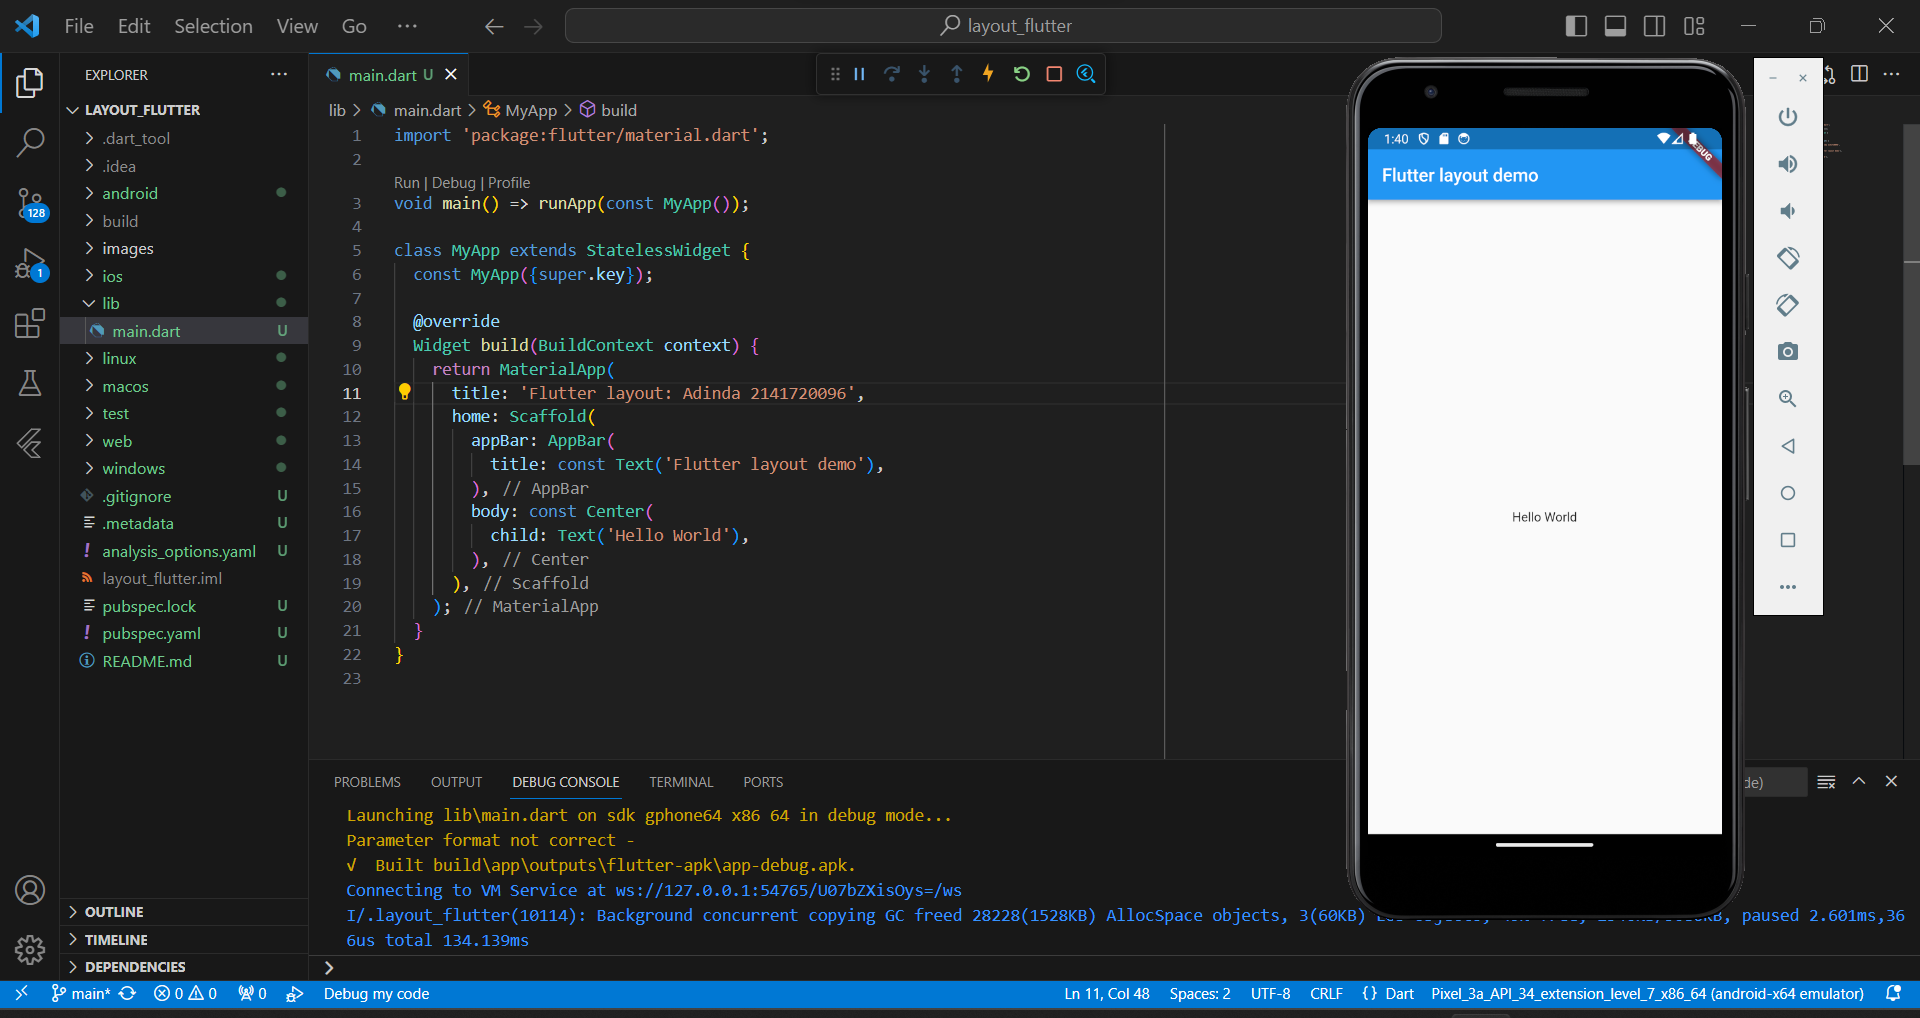 File Edit Selection View Go ··· layout_flutter
EXPLORER ···
LAYOUT_FLUTTER
.dart_tool
.idea
android
build
images
ios
lib
main.dart U
linux
macos
test
web
windows
.gitignore U
.metadata U
analysis_options.yaml U
layout_flutter.iml
pubspec.lock U
pubspec.yaml U
README.md U
OUTLINE
TIMELINE
DEPENDENCIES
128
1
main.dart U
lib > main.dart > MyApp > build
1 import 'package:flutter/material.dart';
2
Run | Debug | Profile
3 void main() => runApp(const MyApp());
4
5 class MyApp extends StatelessWidget {
6 const MyApp({super.key});
7
8 @override
9 Widget build(BuildContext context) {
10 return MaterialApp(
11 title: 'Flutter layout: Adinda 2141720096',
12 home: Scaffold(
13 appBar: AppBar(
14 title: const Text('Flutter layout demo'),
15 ), // AppBar
16 body: const Center(
17 child: Text('Hello World'),
18 ), // Center
19 ), // Scaffold
20 ); // MaterialApp
21 }
22 }
23
1:40
Flutter layout demo
Hello World
PROBLEMS OUTPUT DEBUG CONSOLE TERMINAL PORTS
de)
Launching lib\main.dart on sdk gphone64 x86 64 in debug mode...
Parameter format not correct -
√ Built build\app\outputs\flutter-apk\app-debug.apk.
Connecting to VM Service at ws://127.0.0.1:54765/U07bZXisOys=/ws
I/.layout_flutter(10114): Background concurrent copying GC freed 28228(1528KB) AllocSpace objects, 3(60KB) paused 2.601ms,36
6us total 134.139ms
>
main* 0 0 0 Debug my code Ln 11, Col 48 Spaces: 2 UTF-8 CRLF {} Dart Pixel_3a_API_34_extension_level_7_x86_64 (android-x64 emulator)